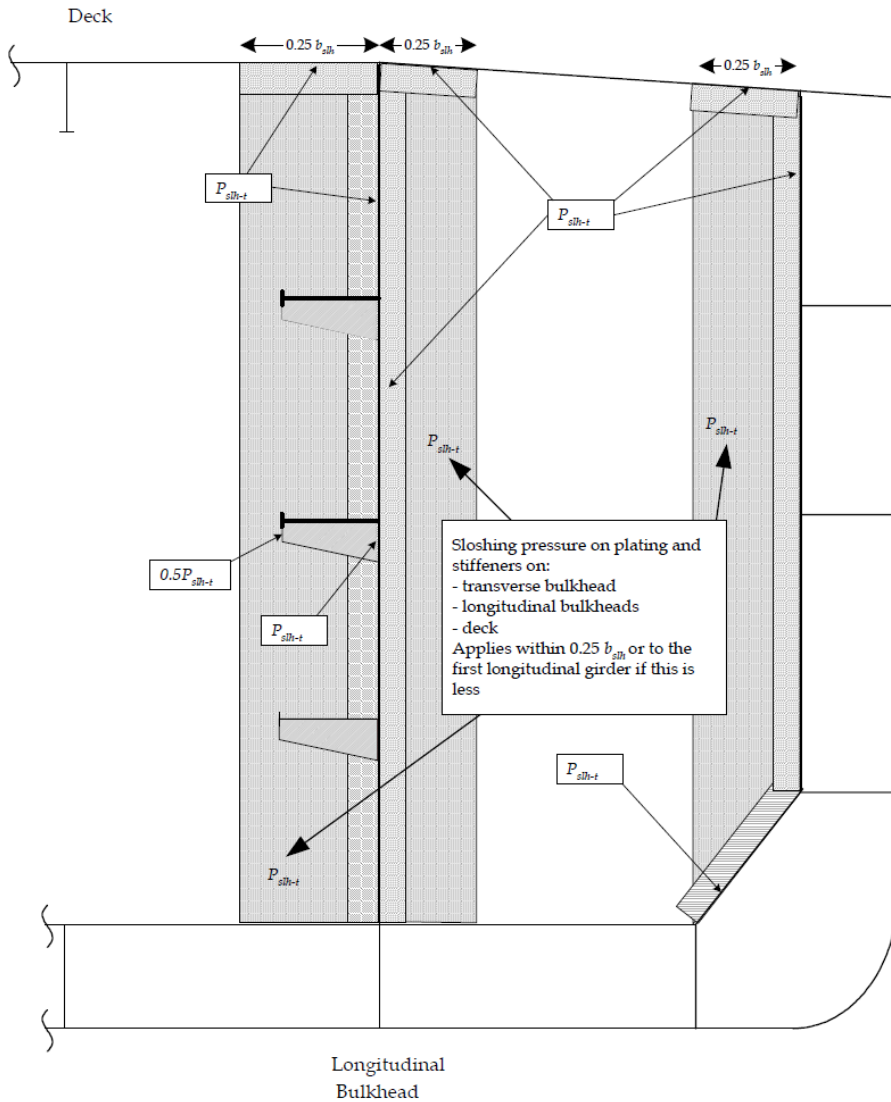 Deck
0.25 b_slh
0.25 b_slh
0.25 b_slh
P_slh-t
P_slh-t
P_slh-t
P_slh-t
Sloshing pressure on plating and
stiffeners on:
- transverse bulkhead
- longitudinal bulkheads
- deck
Applies within 0.25 b_slh or to the
first longitudinal girder if this is
less
0.5P_slh-t
P_slh-t
P_slh-t
P_slh-t
Longitudinal
Bulkhead